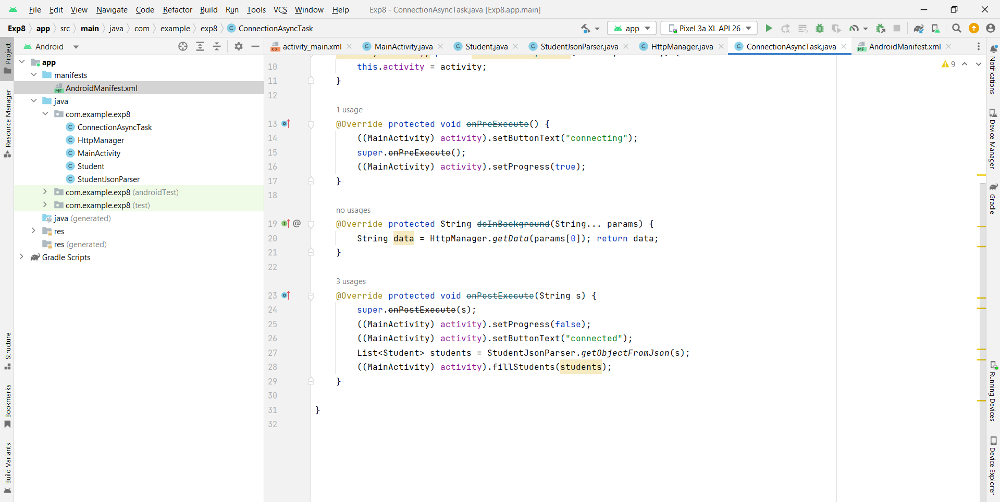 File Edit View Navigate Code Refactor Build Run Tools VCS Window Help Exp8 - ConnectionAsyncTask.java [Exp8.app.main]
Exp8 app src main java com example exp8 ConnectionAsyncTask app Pixel 3a XL API 26
Android
activity_main.xml MainActivity.java Student.java StudentJsonParser.java HttpManager.java ConnectionAsyncTask.java AndroidManifest.xml
Project
Resource Manager
Structure
Bookmarks
Build Variants
app
manifests
AndroidManifest.xml
java
com.example.exp8
ConnectionAsyncTask
HttpManager
MainActivity
Student
StudentJsonParser
com.example.exp8 (androidTest)
com.example.exp8 (test)
java (generated)
res
res (generated)
Gradle Scripts
9
10 this.activity = activity;
11 }
12
1 usage
13 @Override protected void onPreExecute() {
14 ((MainActivity) activity).setButtonText("connecting");
15 super.onPreExecute();
16 ((MainActivity) activity).setProgress(true);
17 }
18
no usages
19 @ @Override protected String doInBackground(String... params) {
20 String data = HttpManager.getData(params[0]); return data;
21 }
22
3 usages
23 @Override protected void onPostExecute(String s) {
24 super.onPostExecute(s);
25 ((MainActivity) activity).setProgress(false);
26 ((MainActivity) activity).setButtonText("connected");
27 List<Student> students = StudentJsonParser.getObjectFromJson(s);
28 ((MainActivity) activity).fillStudents(students);
29 }
30
31 }
32
Notifications
Device Manager
Gradle
Running Devices
Device Explorer